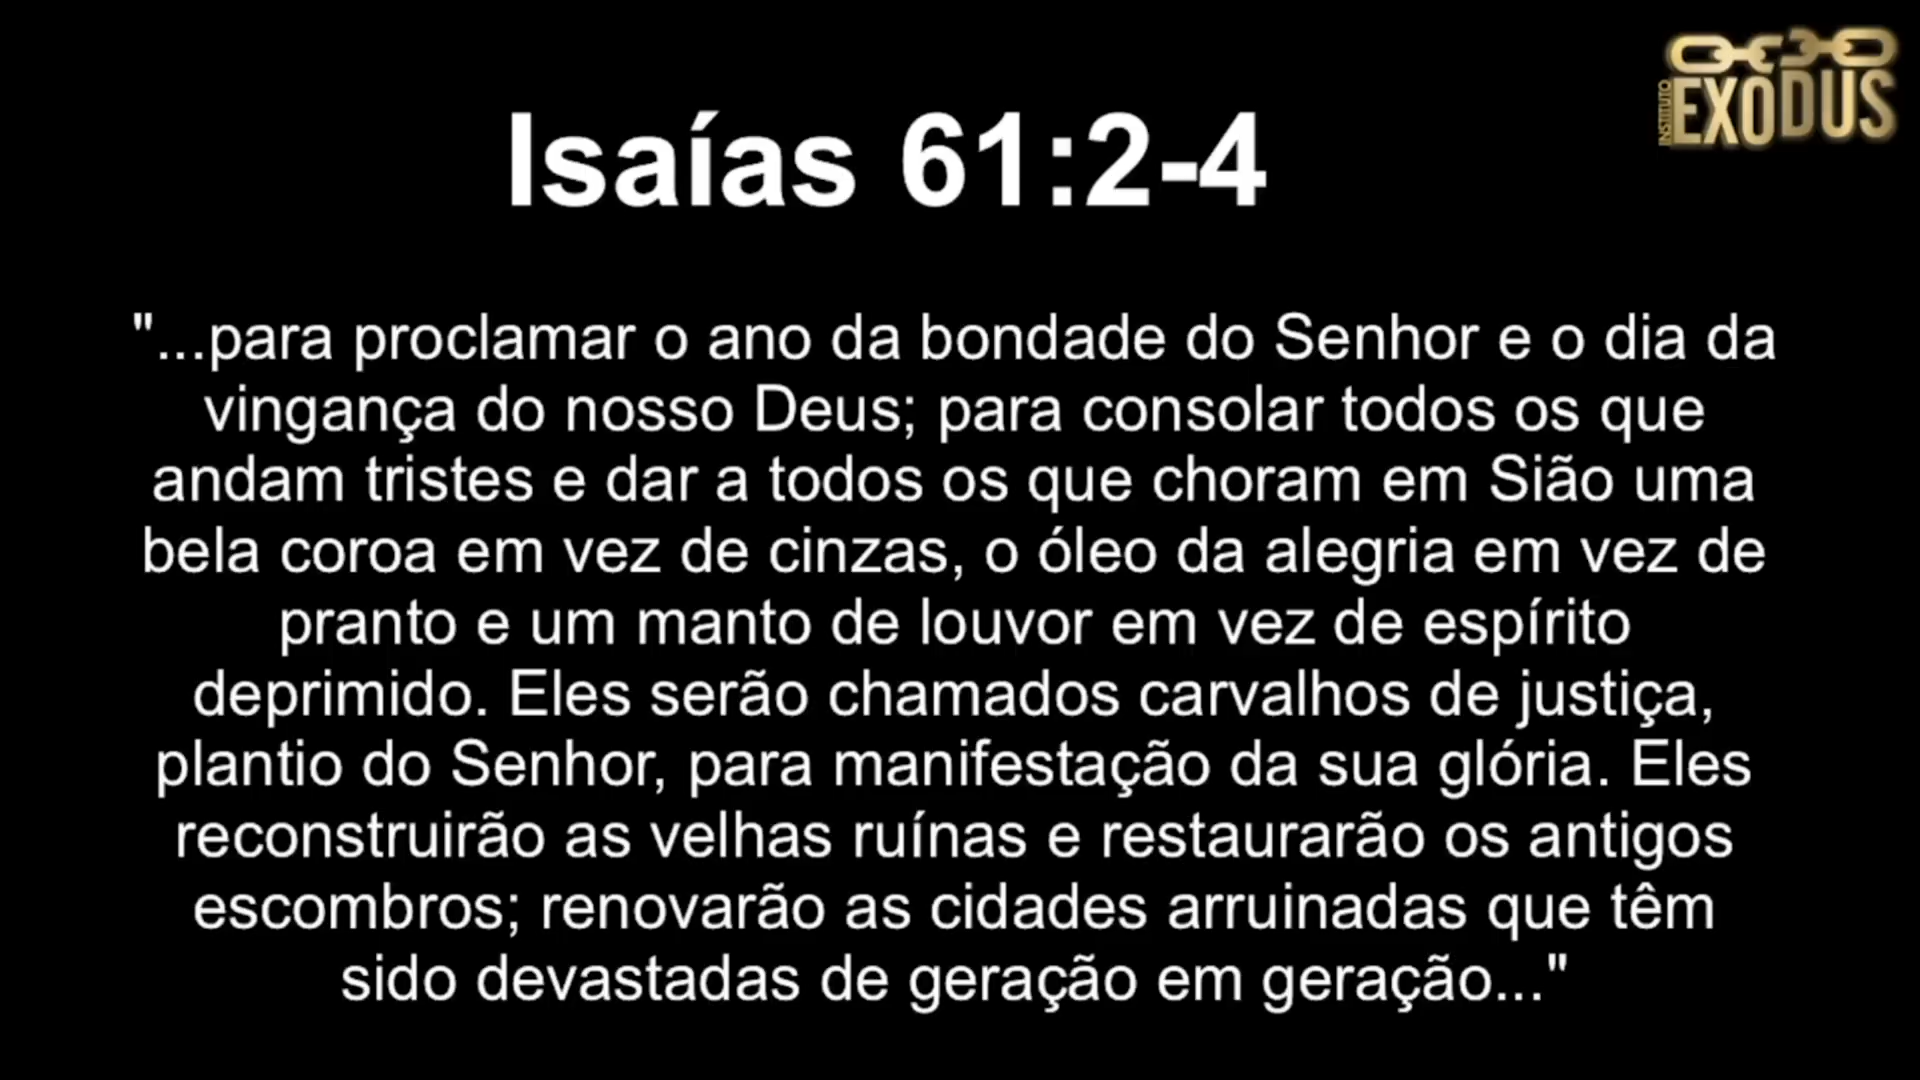 INSTITUTO
EXODUS
Isaías 61:2-4
"...para proclamar o ano da bondade do Senhor e o dia da
vingança do nosso Deus; para consolar todos os que
andam tristes e dar a todos os que choram em Sião uma
bela coroa em vez de cinzas, o óleo da alegria em vez de
pranto e um manto de louvor em vez de espírito
deprimido. Eles serão chamados carvalhos de justiça,
plantio do Senhor, para manifestação da sua glória. Eles
reconstruirão as velhas ruínas e restaurarão os antigos
escombros; renovarão as cidades arruinadas que têm
sido devastadas de geração em geração..."